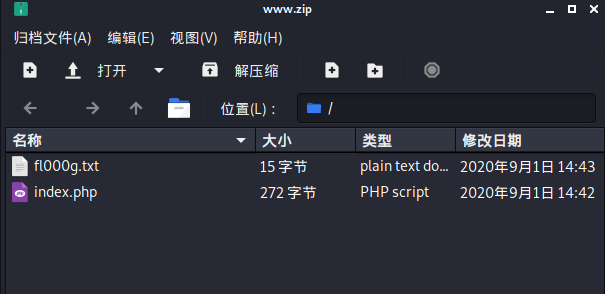 www.zip
归档文件(A) 编辑(E) 视图(V) 帮助(H)
打开 解压缩
位置(L)： /
名称 大小 类型 修改日期
fl000g.txt 15 字节 plain text do... 2020年9月1日 14:43
index.php 272 字节 PHP script 2020年9月1日 14:42